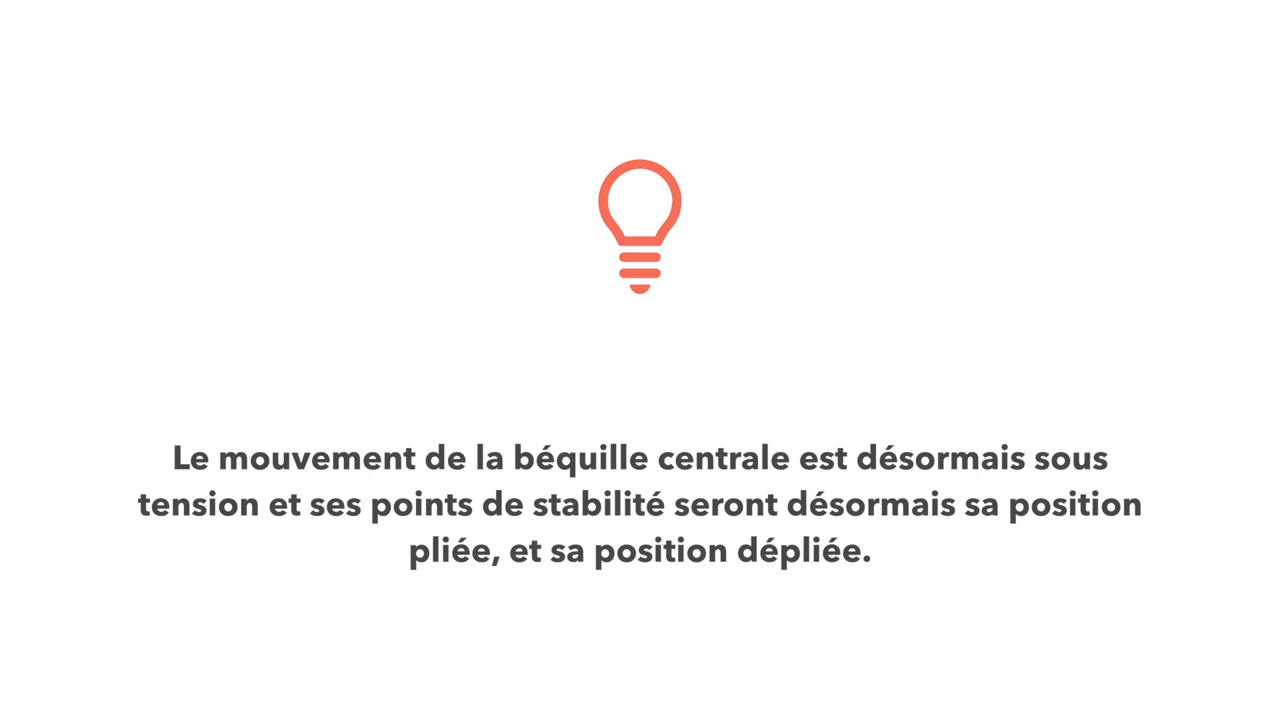 Le mouvement de la béquille centrale est désormais sous
tension et ses points de stabilité seront désormais sa position
pliée, et sa position dépliée.